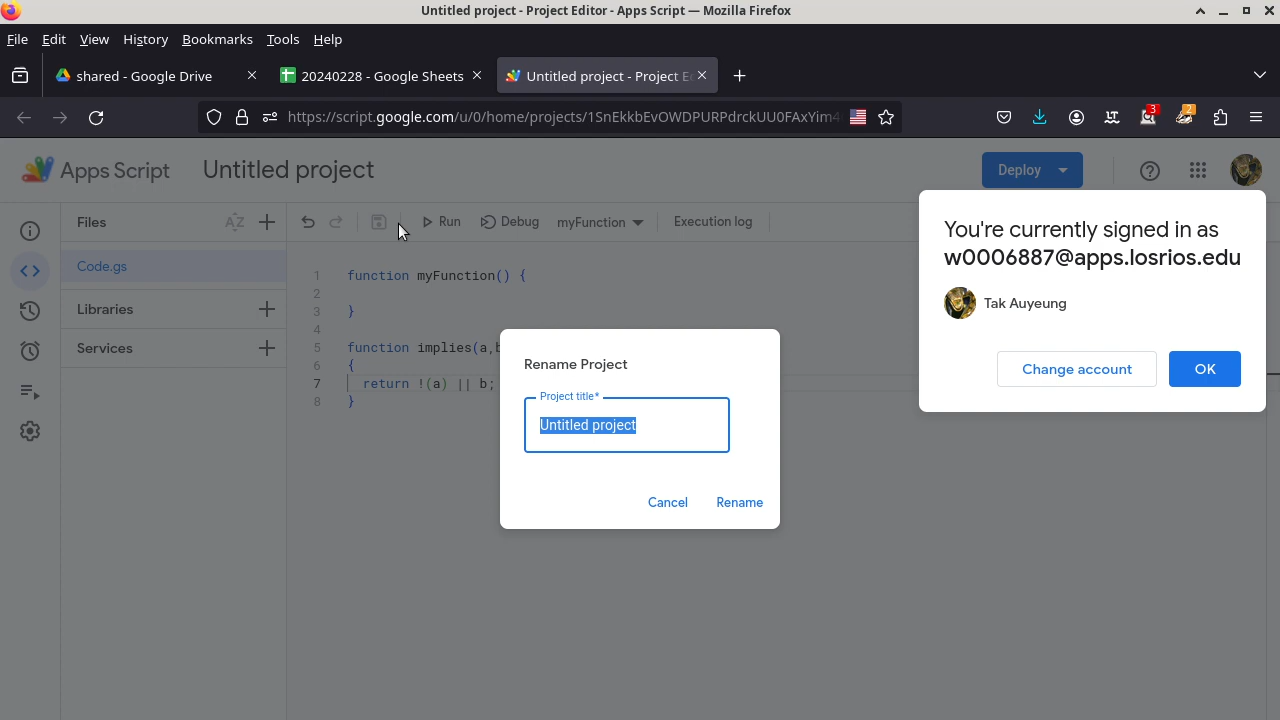 Untitled project - Project Editor - Apps Script — Mozilla Firefox
File Edit View History Bookmarks Tools Help
shared - Google Drive
20240228 - Google Sheets
Untitled project - Project Ec
https://script.google.com/u/0/home/projects/1SnEkkbEvOWDPURPdrckUU0FAxYim4
3
2
Apps Script
Untitled project
Deploy
Files
AZ
Run
Debug
myFunction
Execution log
Code.gs
Libraries
Services
1 function myFunction() {
2
3 }
4
5 function implies(a,b
6 {
7 return !(a) || b;
8 }
Rename Project
Project title*
Untitled project
Cancel Rename
You're currently signed in as
w0006887@apps.losrios.edu
Tak Auyeung
Change account OK